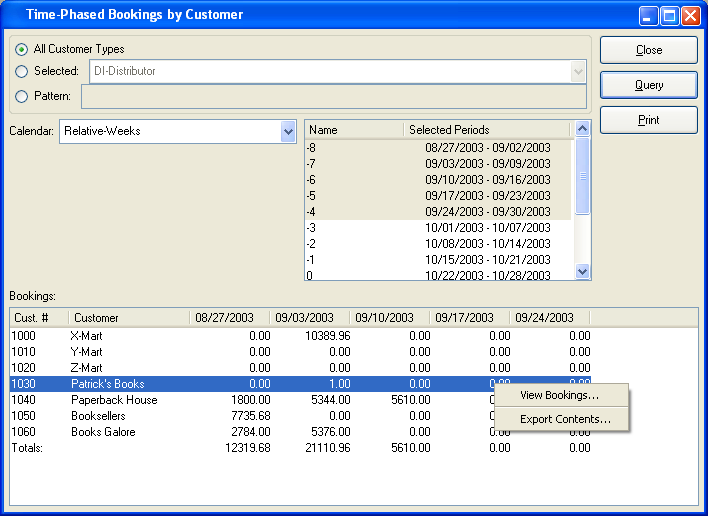 Time-Phased Bookings by Customer
All Customer Types
Selected: DI-Distributor
Pattern:
Close
Query
Print
Calendar: Relative-Weeks
Name Selected Periods
-8 08/27/2003 - 09/02/2003
-7 09/03/2003 - 09/09/2003
-6 09/10/2003 - 09/16/2003
-5 09/17/2003 - 09/23/2003
-4 09/24/2003 - 09/30/2003
-3 10/01/2003 - 10/07/2003
-2 10/08/2003 - 10/14/2003
-1 10/15/2003 - 10/21/2003
0 10/22/2003 - 10/28/2003
Bookings:
Cust. # Customer 08/27/2003 09/03/2003 09/10/2003 09/17/2003 09/24/2003
1000 X-Mart 0.00 10389.96 0.00 0.00 0.00
1010 Y-Mart 0.00 0.00 0.00 0.00 0.00
1020 Z-Mart 0.00 0.00 0.00 0.00 0.00
1030 Patrick's Books 0.00 1.00 0.00 0.00 0.00
1040 Paperback House 1800.00 5344.00 5610.00
1050 Booksellers 7735.68 0.00 0.00
1060 Books Galore 2784.00 5376.00 0.00
Totals: 12319.68 21110.96 5610.00 0.00 0.00
View Bookings...
Export Contents...